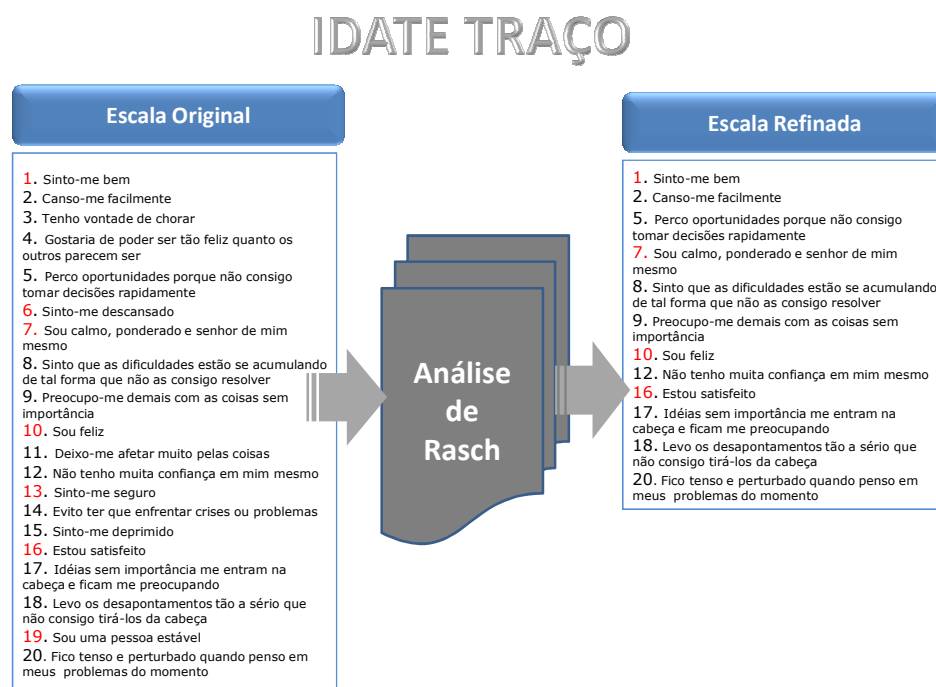 IDATE TRAÇO
Escala Original
1. Sinto-me bem
2. Canso-me facilmente
3. Tenho vontade de chorar
4. Gostaria de poder ser tão feliz quanto os
outros parecem ser
5. Perco oportunidades porque não consigo
tomar decisões rapidamente
6. Sinto-me descansado
7. Sou calmo, ponderado e senhor de mim
mesmo
8. Sinto que as dificuldades estão se acumulando
de tal forma que não as consigo resolver
9. Preocupo-me demais com as coisas sem
importância
10. Sou feliz
11. Deixo-me afetar muito pelas coisas
12. Não tenho muita confiança em mim mesmo
13. Sinto-me seguro
14. Evito ter que enfrentar crises ou problemas
15. Sinto-me deprimido
16. Estou satisfeito
17. Idéias sem importância me entram na
cabeça e ficam me preocupando
18. Levo os desapontamentos tão a sério que
não consigo tirá-los da cabeça
19. Sou uma pessoa estável
20. Fico tenso e perturbado quando penso em
meus problemas do momento
Análise
de
Rasch
Escala Refinada
1. Sinto-me bem
2. Canso-me facilmente
5. Perco oportunidades porque não consigo
tomar decisões rapidamente
7. Sou calmo, ponderado e senhor de mim
mesmo
8. Sinto que as dificuldades estão se acumulando
de tal forma que não as consigo resolver
9. Preocupo-me demais com as coisas sem
importância
10. Sou feliz
12. Não tenho muita confiança em mim mesmo
16. Estou satisfeito
17. Idéias sem importância me entram na
cabeça e ficam me preocupando
18. Levo os desapontamentos tão a sério que
não consigo tirá-los da cabeça
20. Fico tenso e perturbado quando penso em
meus problemas do momento